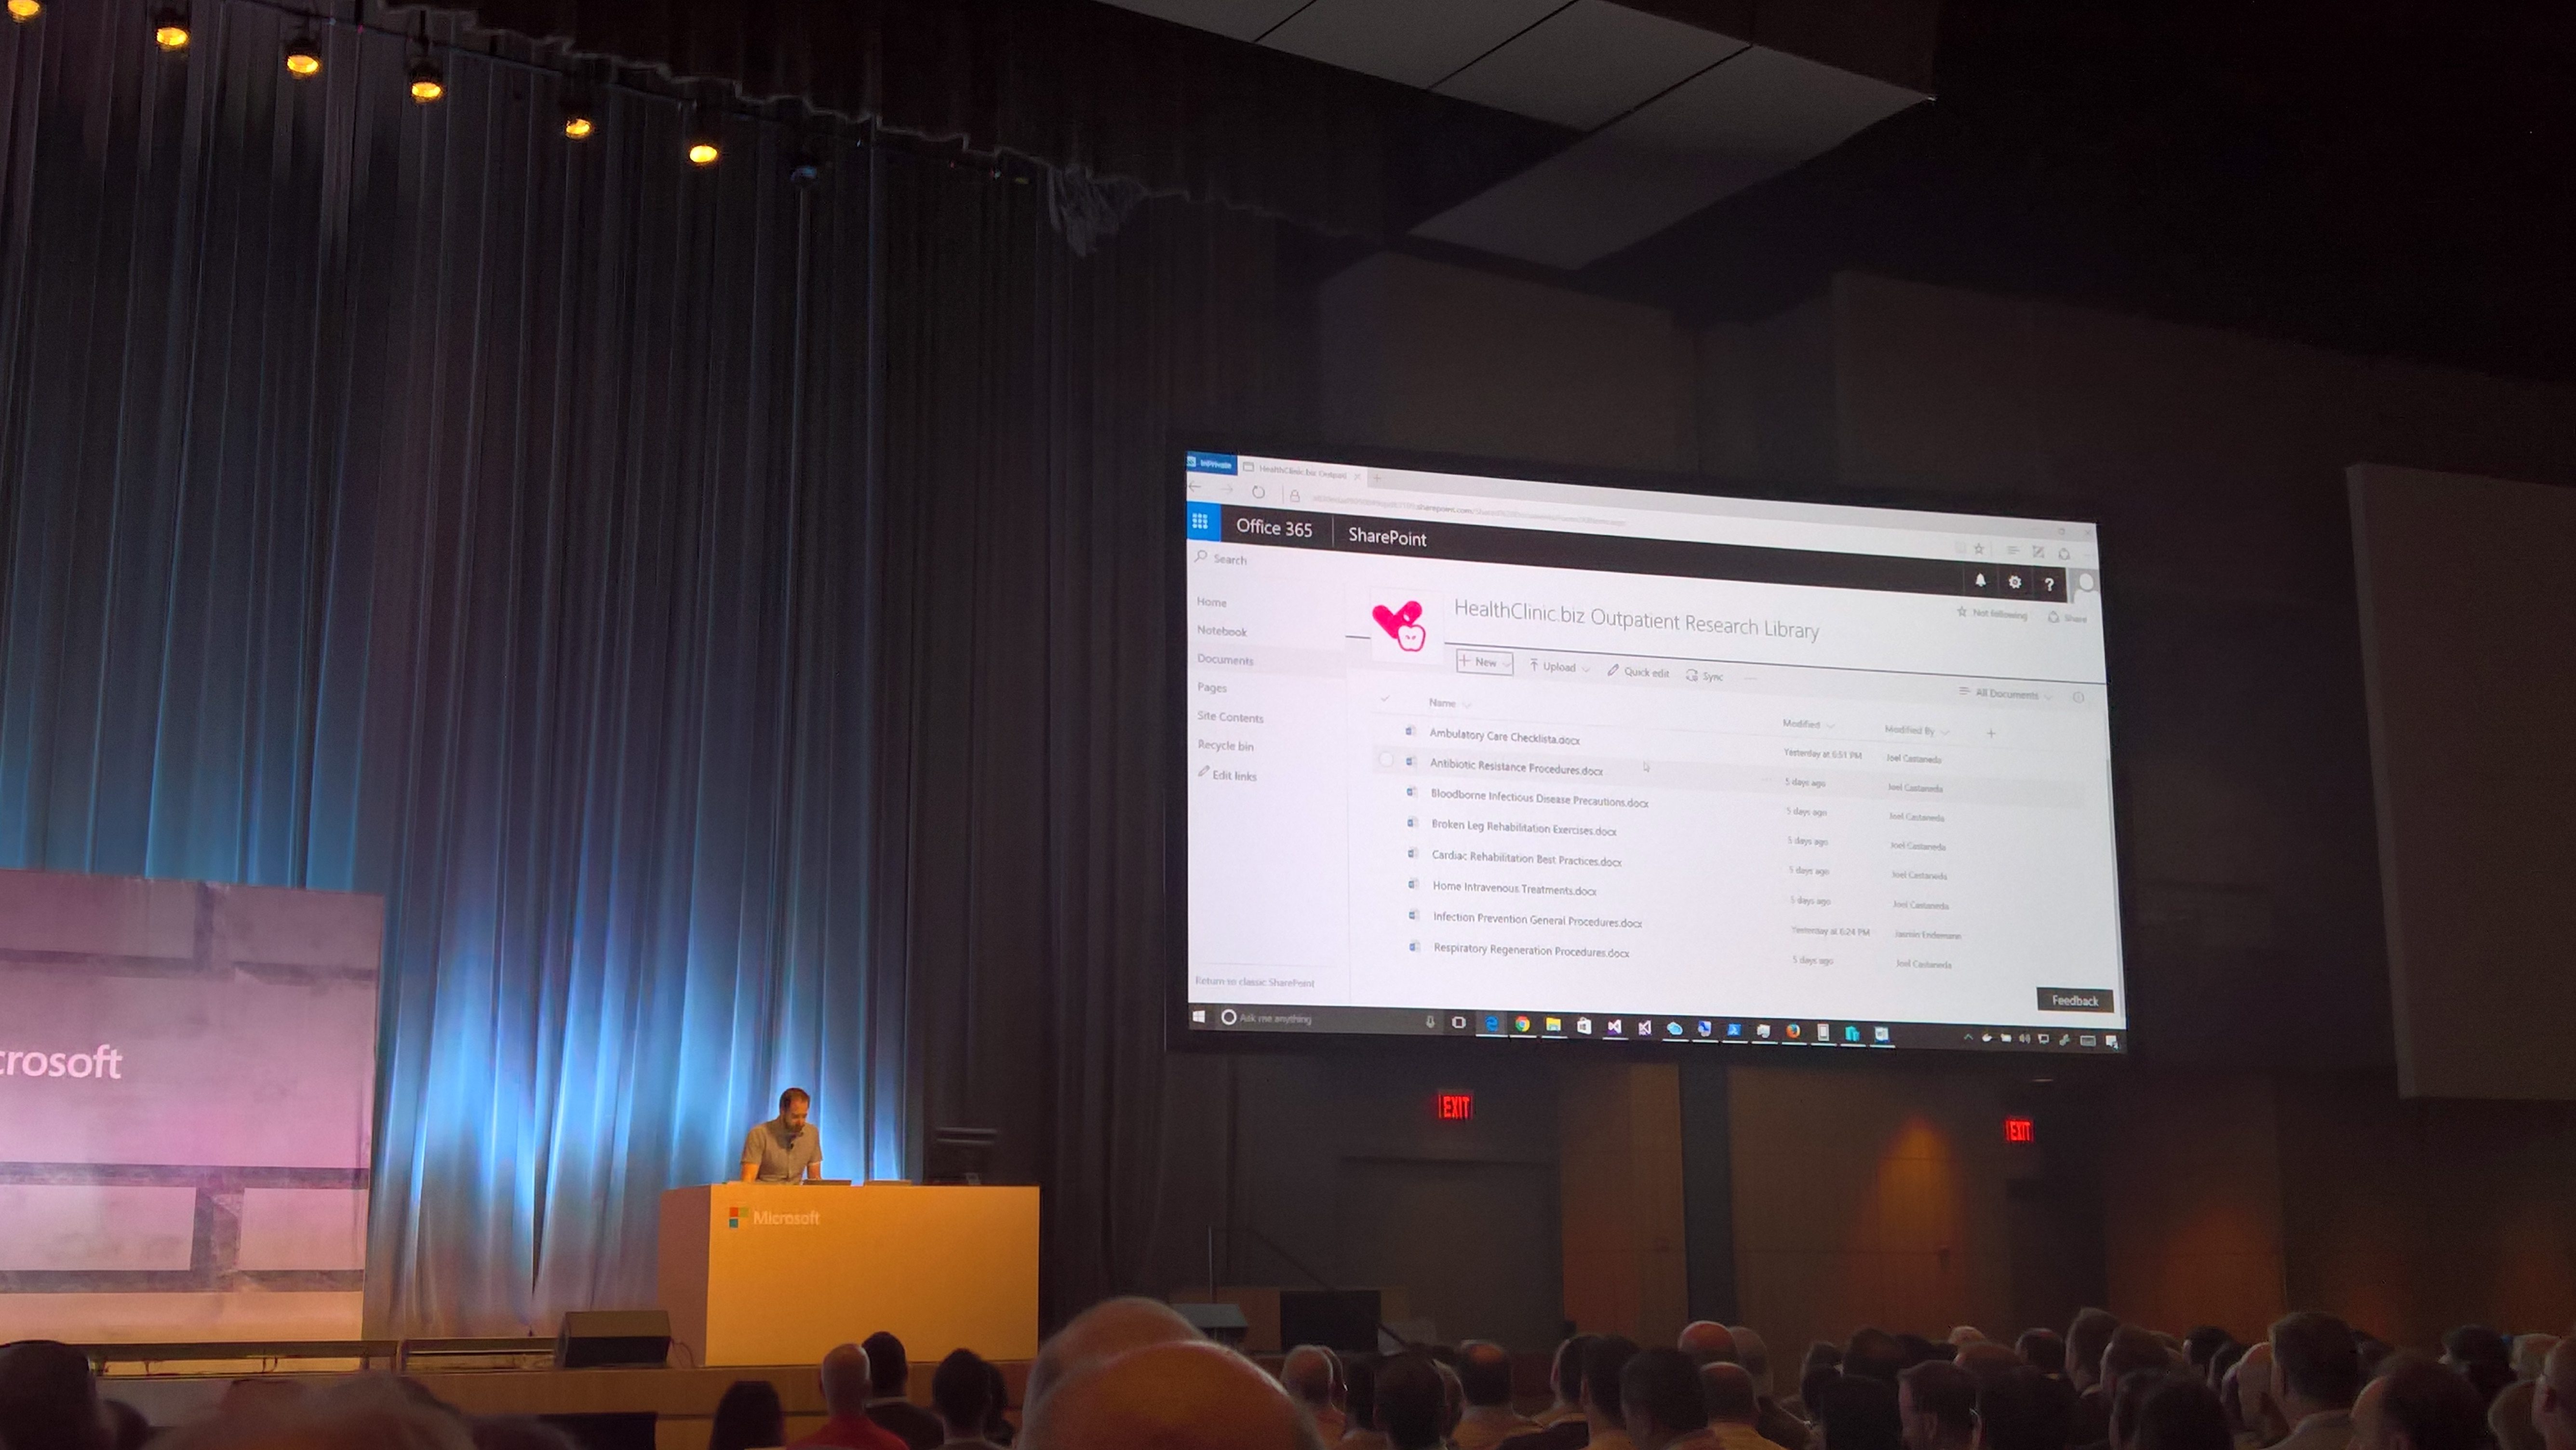 InPrivate
HealthClinic.biz Outpati
Office 365
SharePoint
Search
HealthClinic.biz Outpatient Research Library
Not following
Share
Home
Notebook
Documents
Pages
Site Contents
Recycle bin
Edit links
Return to classic SharePoint
New
Upload
Quick edit
Sync
All Documents
Name Modified Modified By
Ambulatory Care Checklists.docx Yesterday at 6:51 PM Joel Castaneda
Antibiotic Resistance Procedures.docx 5 days ago Joel Castaneda
Bloodborne Infectious Disease Precautions.docx 5 days ago Joel Castaneda
Broken Leg Rehabilitation Exercises.docx 5 days ago Joel Castaneda
Cardiac Rehabilitation Best Practices.docx 5 days ago Joel Castaneda
Home Intravenous Treatments.docx 5 days ago Joel Castaneda
Infection Prevention General Procedures.docx Yesterday at 6:24 PM
Respiratory Regeneration Procedures.docx 5 days ago Joel Castaneda
Feedback
Ask me anything
EXIT
EXIT
crosoft
Microsoft